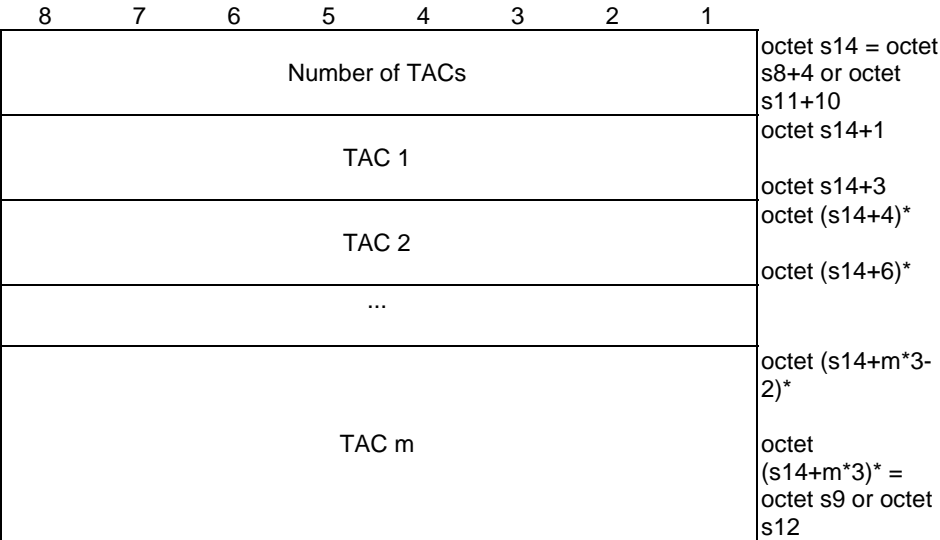 8 7 6 5 4 3 2 1
Number of TACs
octet s14 = octet
s8+4 or octet
s11+10
TAC 1
octet s14+1
octet s14+3
TAC 2
octet (s14+4)*
octet (s14+6)*
...
TAC m
octet (s14+m*3-
2)*
octet
(s14+m*3)* =
octet s9 or octet
s12